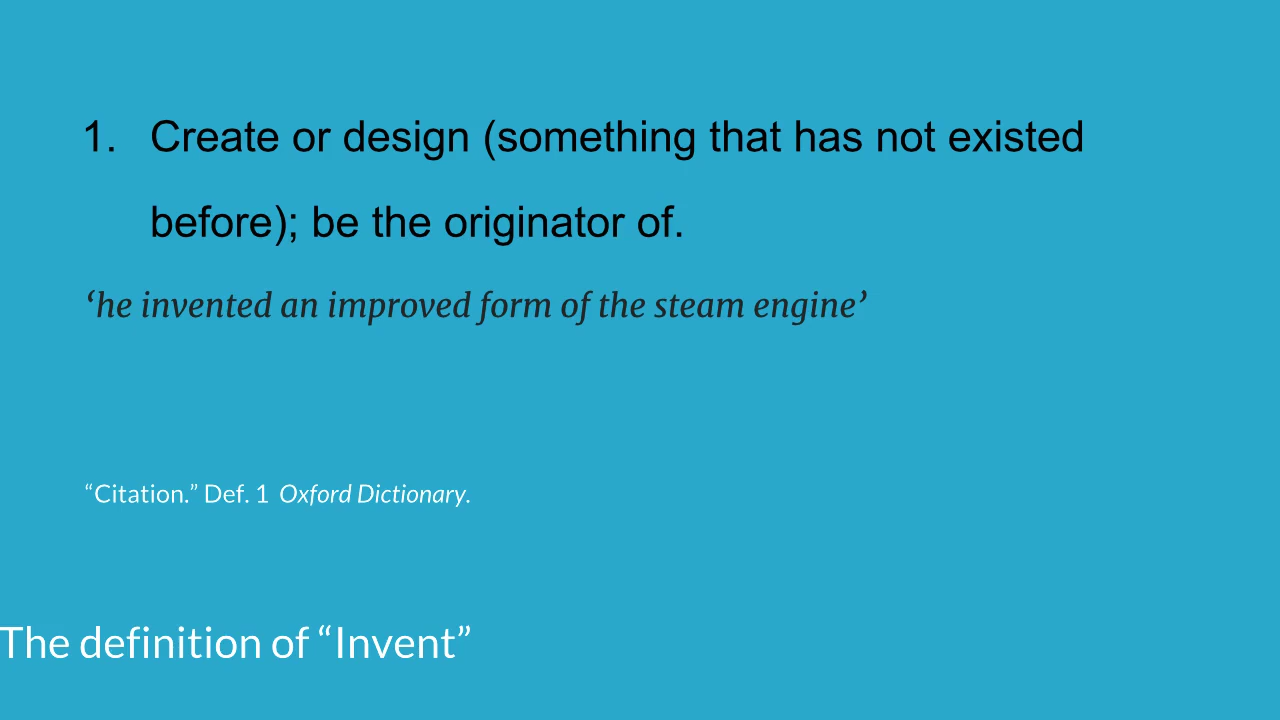 1. Create or design (something that has not existed
before); be the originator of.
‘he invented an improved form of the steam engine’
“Citation.” Def. 1 Oxford Dictionary.
The definition of “Invent”